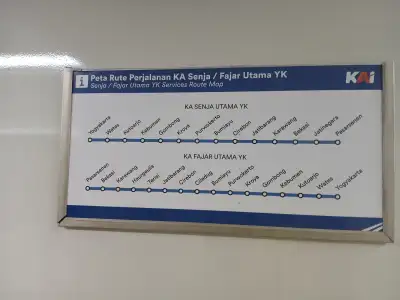 i Peta Rute Perjalanan KA Senja / Fajar Utama YK
Senja / Fajar Utama YK Services Route Map
KAI
KA SENJA UTAMA YK
Yogyakarta Wates Kutoarjo Kebumen Gombong Kroya Purwokerto Bumiayu Cirebon Jatibarang Karawang Bekasi Jatinegara Pasarsenen
KA FAJAR UTAMA YK
Pasarsenen Bekasi Karawang Haurgeulis Terisi Jatibarang Cirebon Ciledug Bumiayu Purwokerto Kroya Gombong Kebumen Kutoarjo Wates Yogyakarta